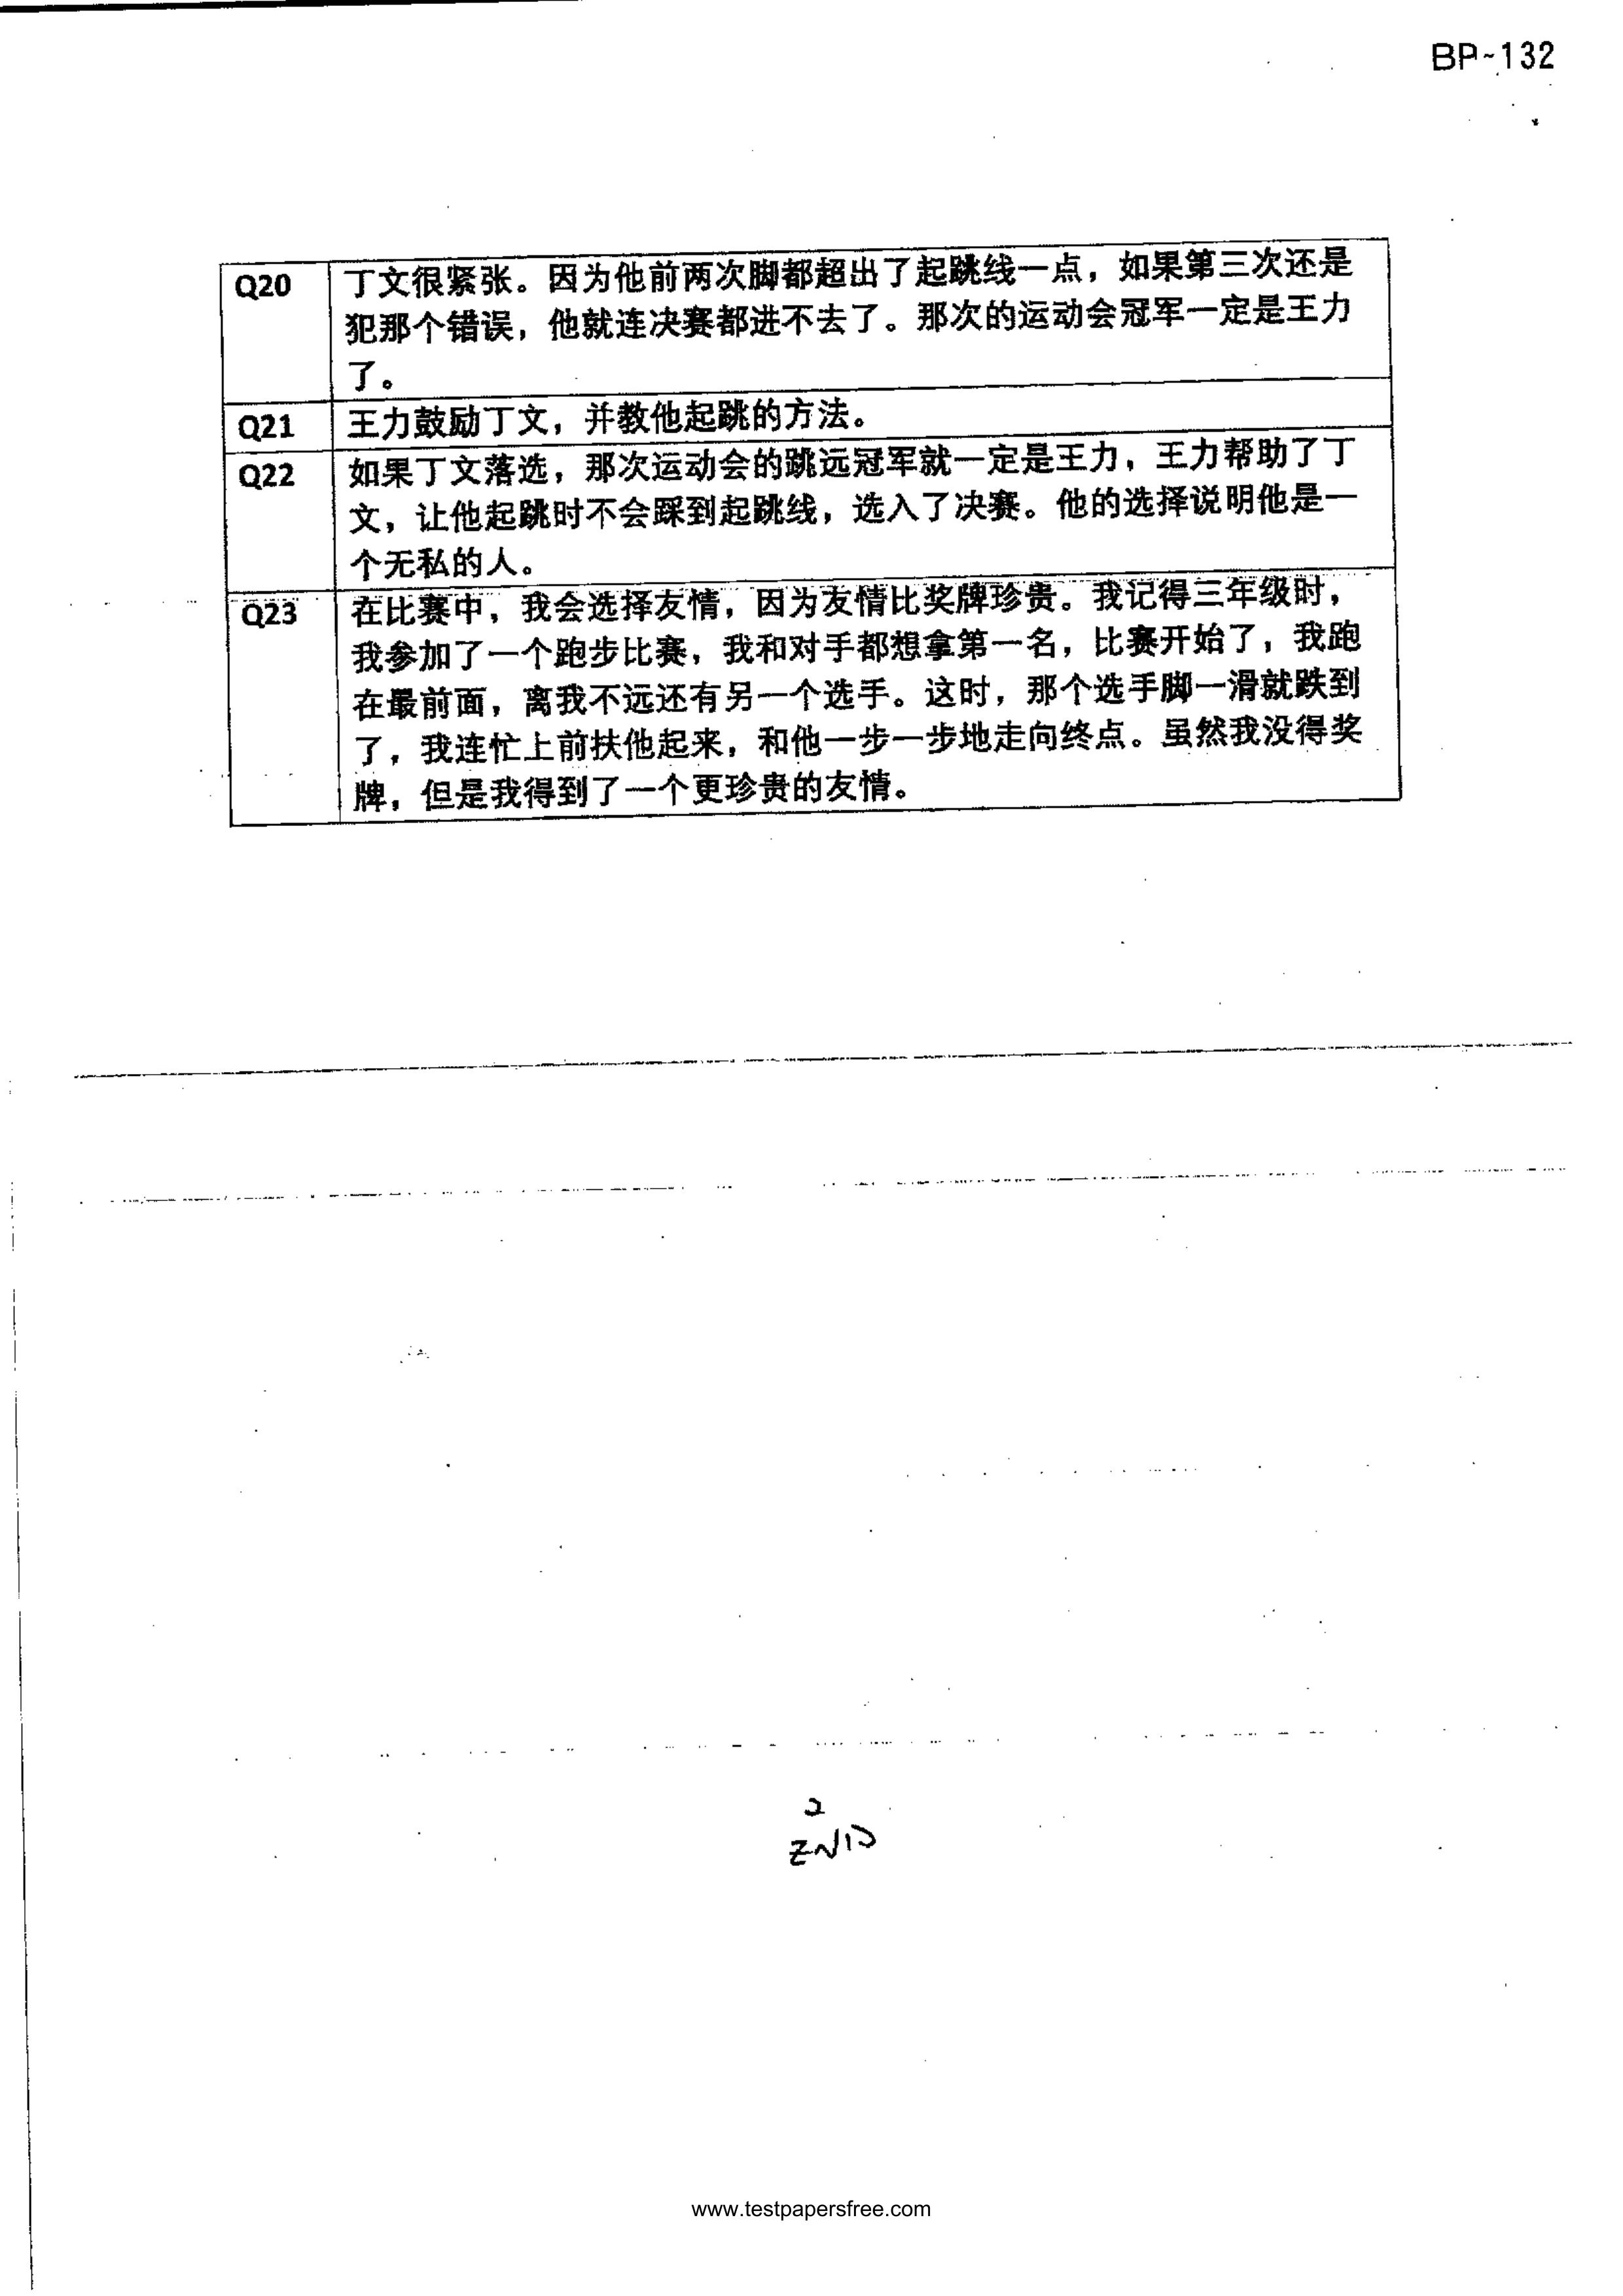 BP~132
Q20 丁文很紧张。因为他前两次脚都超出了起跳线一点，如果第三次还是
犯那个错误，他就连决赛都进不去了。那次的运动会冠军一定是王力
了。
Q21 王力鼓励丁文，并教他起跳的方法。
Q22 如果丁文落选，那次运动会的跳远冠军就一定是王力，王力帮助了丁
文，让他起跳时不会踩到起跳线，选入了决赛。他的选择说明他是一
个无私的人。
Q23 在比赛中，我会选择友情，因为友情比奖牌珍贵。我记得三年级时，
我参加了一个跑步比赛，我和对手都想拿第一名，比赛开始了，我跑
在最前面，离我不远还有另一个选手。这时，那个选手脚一滑就跌到
了，我连忙上前扶他起来，和他一步一步地走向终点。虽然我没得奖
牌，但是我得到了一个更珍贵的友情。
2
END
www.testpapersfree.com